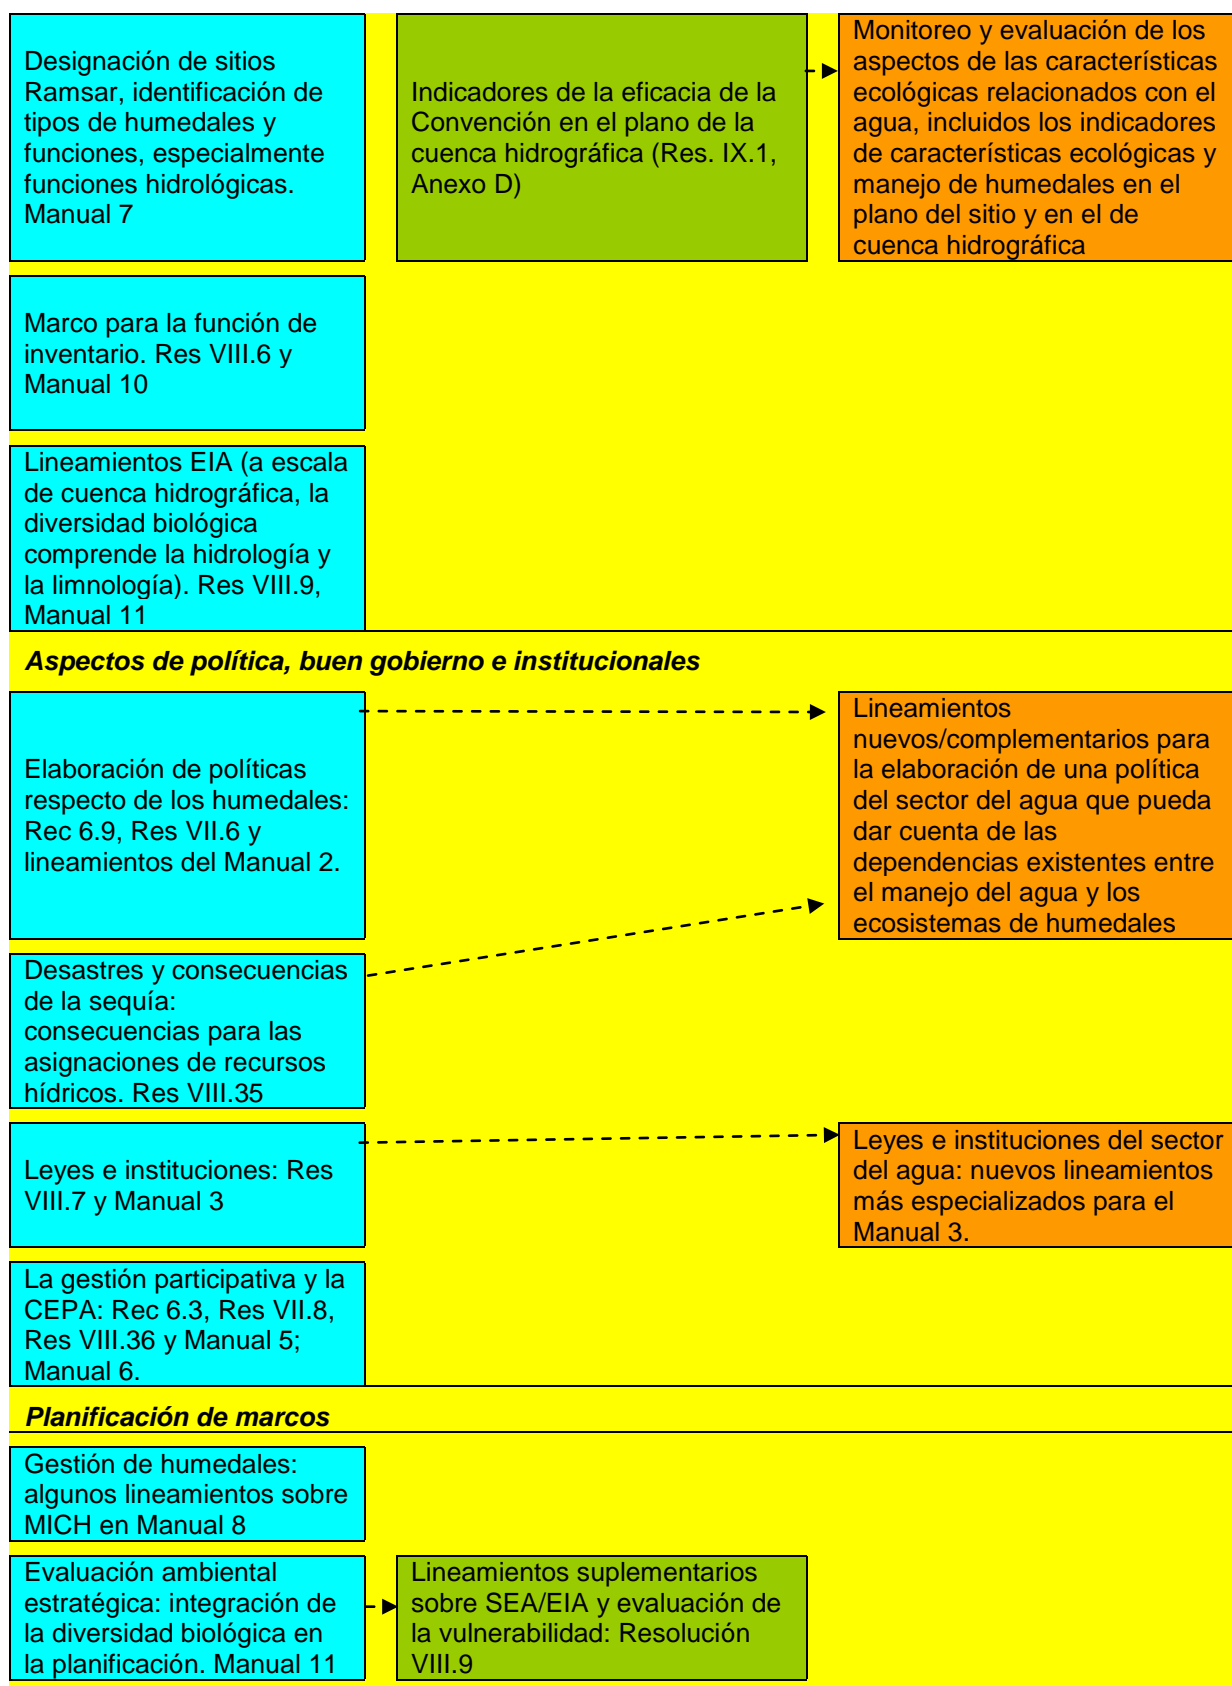 Designación de sitios
Ramsar, identificación de
tipos de humedales y
funciones, especialmente
funciones hidrológicas.
Manual 7
Indicadores de la eficacia de la
Convención en el plano de la
cuenca hidrográfica (Res. IX.1,
Anexo D)
Monitoreo y evaluación de los
aspectos de las características
ecológicas relacionados con el
agua, incluidos los indicadores
de características ecológicas y
manejo de humedales en el
plano del sitio y en el de
cuenca hidrográfica
Marco para la función de
inventario. Res VIII.6 y
Manual 10
Lineamientos EIA (a escala
de cuenca hidrográfica, la
diversidad biológica
comprende la hidrología y
la limnología). Res VIII.9,
Manual 11
Aspectos de política, buen gobierno e institucionales
Elaboración de políticas
respecto de los humedales:
Rec 6.9, Res VII.6 y
lineamientos del Manual 2.
Lineamientos
nuevos/complementarios para
la elaboración de una política
del sector del agua que pueda
dar cuenta de las
dependencias existentes entre
el manejo del agua y los
ecosistemas de humedales
Desastres y consecuencias
de la sequía:
consecuencias para las
asignaciones de recursos
hídricos. Res VIII.35
Leyes e instituciones: Res
VIII.7 y Manual 3
Leyes e instituciones del sector
del agua: nuevos lineamientos
más especializados para el
Manual 3.
La gestión participativa y la
CEPA: Rec 6.3, Res VII.8,
Res VIII.36 y Manual 5;
Manual 6.
Planificación de marcos
Gestión de humedales:
algunos lineamientos sobre
MICH en Manual 8
Evaluación ambiental
estratégica: integración de
la diversidad biológica en
la planificación. Manual 11
Lineamientos suplementarios
sobre SEA/EIA y evaluación de
la vulnerabilidad: Resolución
VIII.9